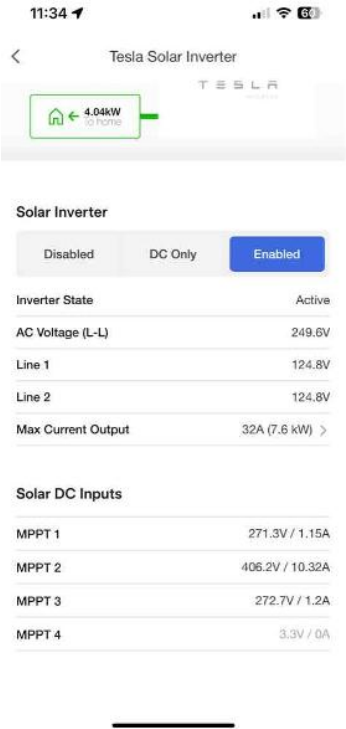 11:34
60
Tesla Solar Inverter
TESLA
4.04kW
To home
Solar Inverter
Disabled DC Only Enabled
Inverter State Active
AC Voltage (L-L) 249.6V
Line 1 124.8V
Line 2 124.8V
Max Current Output 32A (7.6 kW) >
Solar DC Inputs
MPPT 1 271.3V / 1.15A
MPPT 2 406.2V / 10.32A
MPPT 3 272.7V / 1.2A
MPPT 4 3.3V / 0A